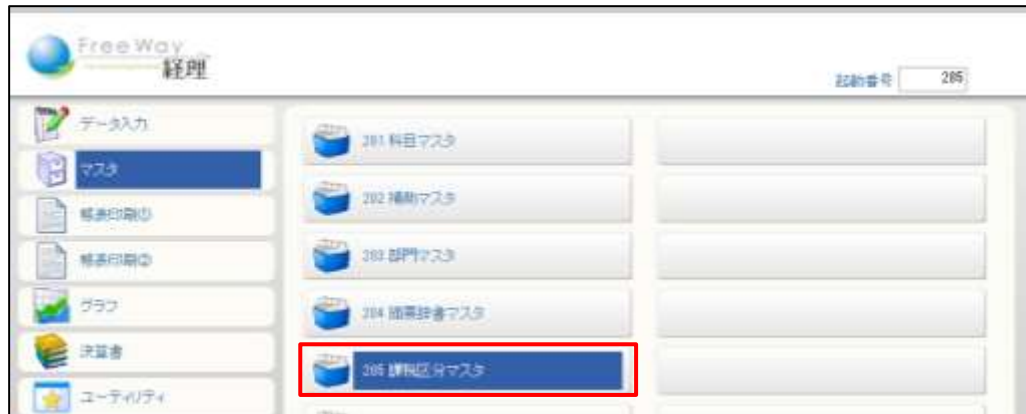 FreeWay
経理
起動番号 285
データ入力
マスタ
帳表印刷①
帳表印刷②
グラフ
決算書
ユーティリティ
201 科目マスタ
202 補助マスタ
203 部門マスタ
204 摘要辞書マスタ
205 課税区分マスタ